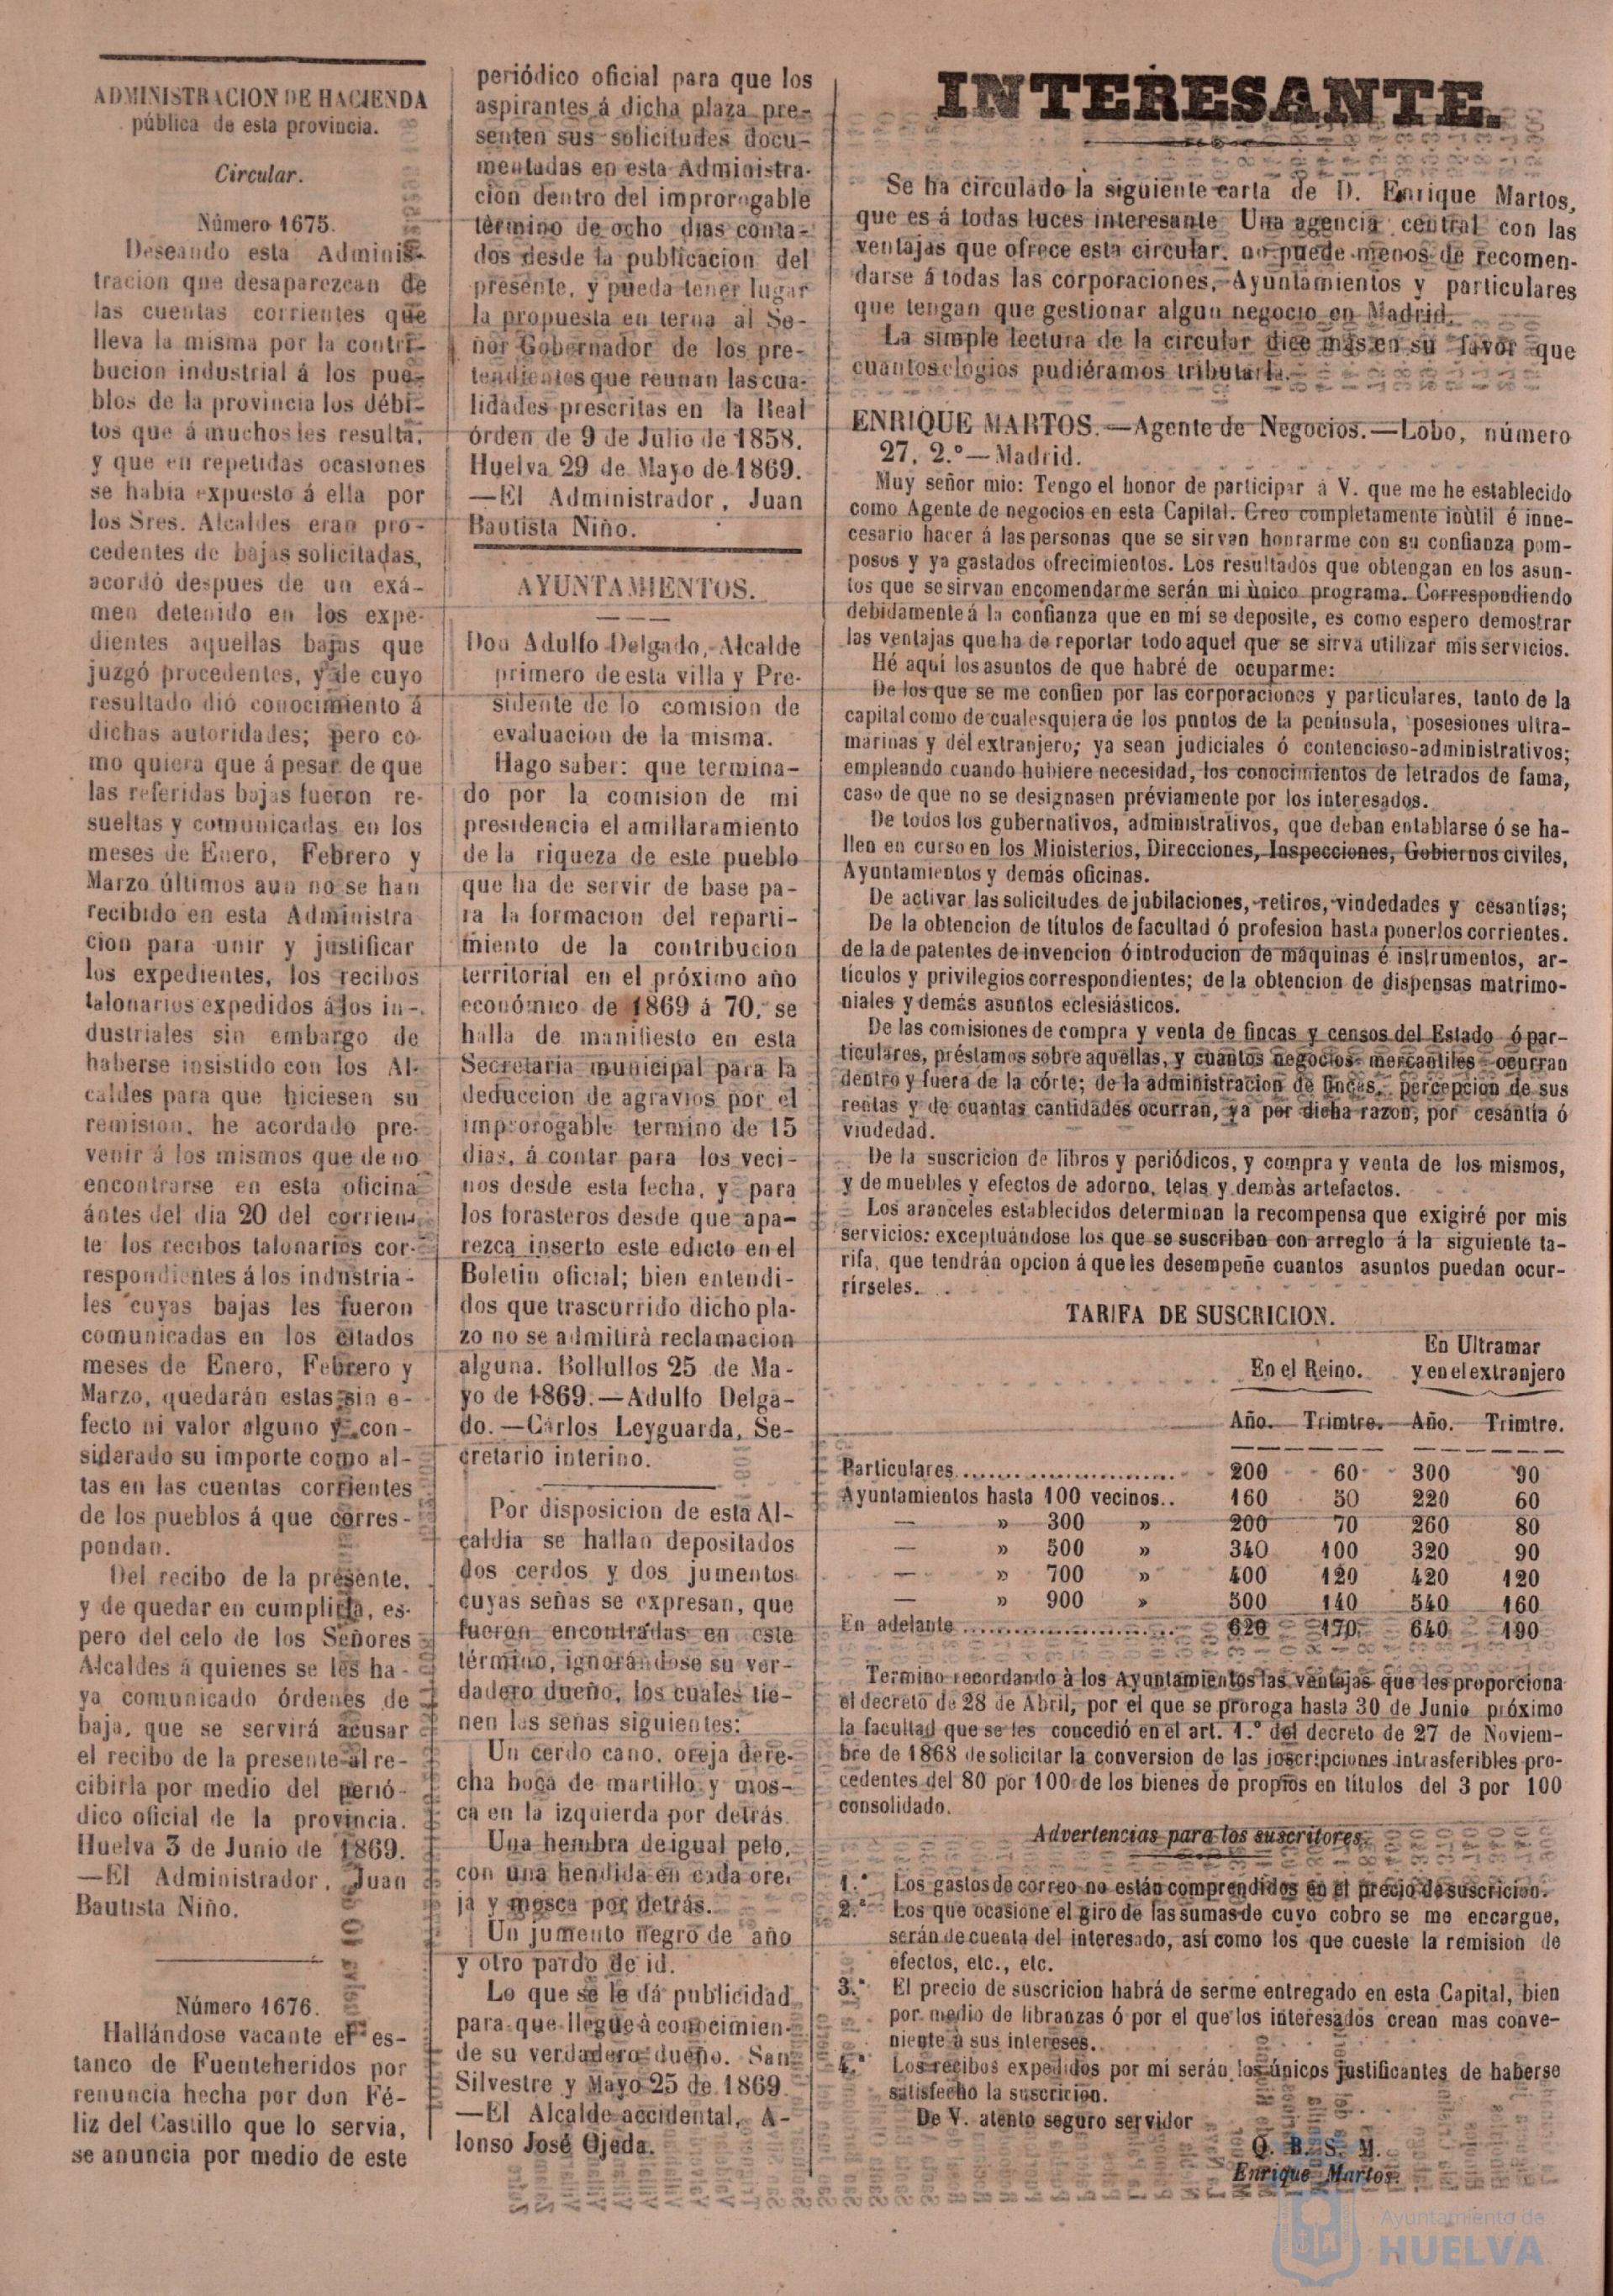 ADMINISTRACION DE HACIENDA
pública de esta provincia.
Circular.
Número 1675.
Deseando esta Adminis-
tracion que desaparezcan de
las cuentas corrientes que
lleva la misma por la contri-
bucion industrial á los pue-
blos de la provincia los débi-
tos que á muchos les resulta,
y que en repetidas ocasiones
se habia expuesto á ella por
los Sres. Alcaldes eran pro-
cedentes de bajas solicitadas,
acordó despues de un exá-
men detenido en los expe-
dientes aquellas bajas que
juzgó procedentes, y de cuyo
resultado dió conocimiento á
dichas autoridades; pero co-
mo quiera que á pesar de que
las referidas bajas fueron re-
sueltas y comunicadas en los
meses de Enero, Febrero y
Marzo últimos aun no se han
recibido en esta Administra
cion para unir y justificar
los expedientes, los recibos
talonarios expedidos á los in-
dustriales sin embargo de
haberse insistido con los Al-
caldes para que hiciesen su
remision, he acordado pre-
venir á los mismos que de no
encontrarse en esta oficina
ántes del dia 20 del corrien-
te los recibos talonarios cor-
respondientes á los industria-
les cuyas bajas les fueron
comunicadas en los citados
meses de Enero, Febrero y
Marzo, quedarán estas sin e-
fecto ni valor alguno y con-
siderado su importe como al-
tas en las cuentas corrientes
de los pueblos á que corres-
pondan.
Del recibo de la presente,
y de quedar en cumplirla, es-
pero del celo de los Señores
Alcaldes á quienes se les ha-
ya comunicado órdenes de
baja, que se servirá acusar
el recibo de la presente al re-
cibirla por medio del perió-
dico oficial de la provincia.
Huelva 3 de Junio de 1869.
—El Administrador, Juan
Bautista Niño.
Número 1676.
Hallándose vacante el es-
tanco de Fuenteheridos por
renuncia hecha por don Fé-
liz del Castillo que lo servia,
se anuncia por medio de este
periódico oficial para que los
aspirantes á dicha plaza pre-
senten sus solicitudes docu-
mentadas en esta Administra-
cion dentro del improrogable
tèrmino de ocho dias conta-
dos desde la publicacion del
presente, y pueda tener lugar
la propuesta en terna al Se-
ñor Gobernador de los pre-
tendientes que reunan las cua-
lidades prescritas en la Real
órden de 9 de Julio de 1858.
Huelva 29 de Mayo de 1869.
—El Administrador, Juan
Bautista Niño.
AYUNTAMIENTOS.
Don Adulfo Delgado, Alcalde
primero de esta villa y Pre-
sidente de lo comision de
evaluacion de la misma.
Hago saber: que termina-
do por la comision de mi
presidencia el amillaramiento
de la riqueza de este pueblo
que ha de servir de base pa-
ra la formacion del reparti-
miento de la contribucion
territorial en el próximo año
económico de 1869 á 70, se
halla de manifiesto en esta
Secretaria municipal para la
deduccion de agravios por el
improrogable termino de 15
dias, á contar para los veci-
nos desde esta fecha, y para
los forasteros desde que apa-
rezca inserto este edicto en el
Boletin oficial; bien entendi-
dos que trascurrido dicho pla-
zo no se admitirà reclamacion
alguna. Bollullos 25 de Ma-
yo de 1869.—Adulfo Delga-
do.—Cárlos Leyguarda, Se-
cretario interino.
Por disposicion de esta Al-
caldia se hallan depositados
dos cerdos y dos jumentos
cuyas señas se expresan, que
fueron encontradas en este
término, ignorándose su ver-
dadero dueño, los cuales tie-
nen las señas siguientes:
Un cerdo cano, oreja dere-
cha boca de martillo y mos-
ca en la izquierda por detrás.
Una hembra de igual pelo,
con una hendida en cada ore-
ja y mosca por detrás.
Un jumento negro de año
y otro pardo de id.
Lo que se le dá publicidad
para que llegue à conocimien-
de su verdadero dueño. San
Silvestre y Mayo 25 de 1869.
—El Alcalde accidental, A-
lonso José Ojeda.
INTERESANTE.
Se ha circulado la siguiente carta de D. Enrique Martos,
que es á todas luces interesante Una agencia central con las
ventajas que ofrece esta circular. no puede menos de recomen-
darse á todas las corporaciones, Ayuntamientos y particulares
que tengan que gestionar algun negocio en Madrid.
La simple lectura de la circular dice más en su favor que
cuantos elogios pudiéramos tributarla.
ENRIQUE MARTOS.—Agente de Negocios.—Lobo, número
27, 2.º—Madrid.
Muy señor mio: Tengo el honor de participar á V. que me he establecido
como Agente de negocios en esta Capital. Creo completamente inùtil é inne-
cesario hacer á las personas que se sirvan honrarme con su confianza pom-
posos y ya gastados ofrecimientos. Los resultados que obtengan en los asun-
tos que se sirvan encomendarme serán mi ùnico programa. Correspondiendo
debidamente á la confianza que en mí se deposite, es como espero demostrar
las ventajas que ha de reportar todo aquel que se sirva utilizar mis servicios.
Hé aquí los asuntos de que habré de ocuparme:
De los que se me confien por las corporaciones y particulares, tanto de la
capital como de cualesquiera de los puntos de la península, posesiones ultra-
marinas y del extranjero; ya sean judiciales ó contencioso-administrativos;
empleando cuando hubiere necesidad, los conocimientos de letrados de fama,
caso de que no se designasen préviamente por los interesados.
De todos los gubernativos, administrativos, que deban entablarse ó se ha-
llen en curso en los Ministerios, Direcciones, Inspecciones, Gobiernos civiles,
Ayuntamientos y demás oficinas.
De activar las solicitudes de jubilaciones, retiros, viudedades y cesantías;
De la obtencion de títulos de facultad ó profesion hasta ponerlos corrientes.
de la de patentes de invencion ó introducion de máquinas é instrumentos, ar-
tículos y privilegios correspondientes; de la obtencion de dispensas matrimo-
niales y demás asuntos eclesiásticos.
De las comisiones de compra y venta de fincas y censos del Estado ó par-
ticulares, préstamos sobre aquellas, y cuantos negocios mercantiles ocurran
dentro y fuera de la córte; de la administracion de fincas, percepcion de sus
rentas y de cuantas cantidades ocurran, ya por dicha razon, por cesantía ó
viudedad.
De la suscricion de libros y periódicos, y compra y venta de los mismos,
y de muebles y efectos de adorno, telas y demàs artefactos.
Los aranceles establecidos determinan la recompensa que exigiré por mis
servicios: exceptuándose los que se suscriban con arreglo á la siguiente ta-
rifa, que tendrán opcion á que les desempeñe cuantos asuntos puedan ocur-
rírseles.
TARIFA DE SUSCRICION.
En el Reino. En Ultramar y en el extranjero
Año. Trimtre. Año. Trimtre.
Particulares........................ 200 60 300 90
Ayuntamientos hasta 100 vecinos.. 160 50 220 60
— » 300 » 200 70 260 80
— » 500 » 340 100 320 90
— » 700 » 400 120 420 120
— » 900 » 500 140 540 160
En adelante........................ 620 170 640 190
Termino recordando à los Ayuntamientos las ventajas que les proporciona
el decreto de 28 de Abril, por el que se proroga hasta 30 de Junio próximo
la facultad que se les concedió en el art. 1.º del decreto de 27 de Noviem-
bre de 1868 de solicitar la conversion de las inscripciones intrasferibles pro-
cedentes del 80 por 100 de los bienes de propios en títulos del 3 por 100
consolidado.
Advertencias para los suscritores.
1.ª Los gastos de correo no están comprendidos en el precio de suscricion.
2.ª Los que ocasione el giro de las sumas de cuyo cobro se me encargue,
serán de cuenta del interesado, así como los que cueste la remision de
efectos, etc., etc.
3.ª El precio de suscricion habrá de serme entregado en esta Capital, bien
por medio de libranzas ó por el que los interesados crean mas conve-
niente à sus intereses.
4.ª Los recibos expedidos por mi serán los únicos justificantes de haberse
satisfecho la suscricion.
De V. atento seguro servidor
Q. B. S. M.
Enrique Martos.
Ayuntamiento de
HUELVA